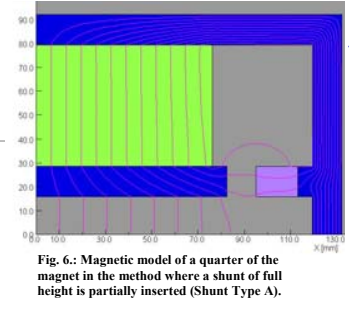 90.0
80.0
70.0
60.0
50.0
40.0
30.0
20.0
10.0
0.0
0.0 10.0 30.0 50.0 70.0 90.0 110.0
X [mm]
Fig. 6.: Magnetic model of a quarter of the
magnet in the method where a shunt of full
height is partially inserted (Shunt Type A).